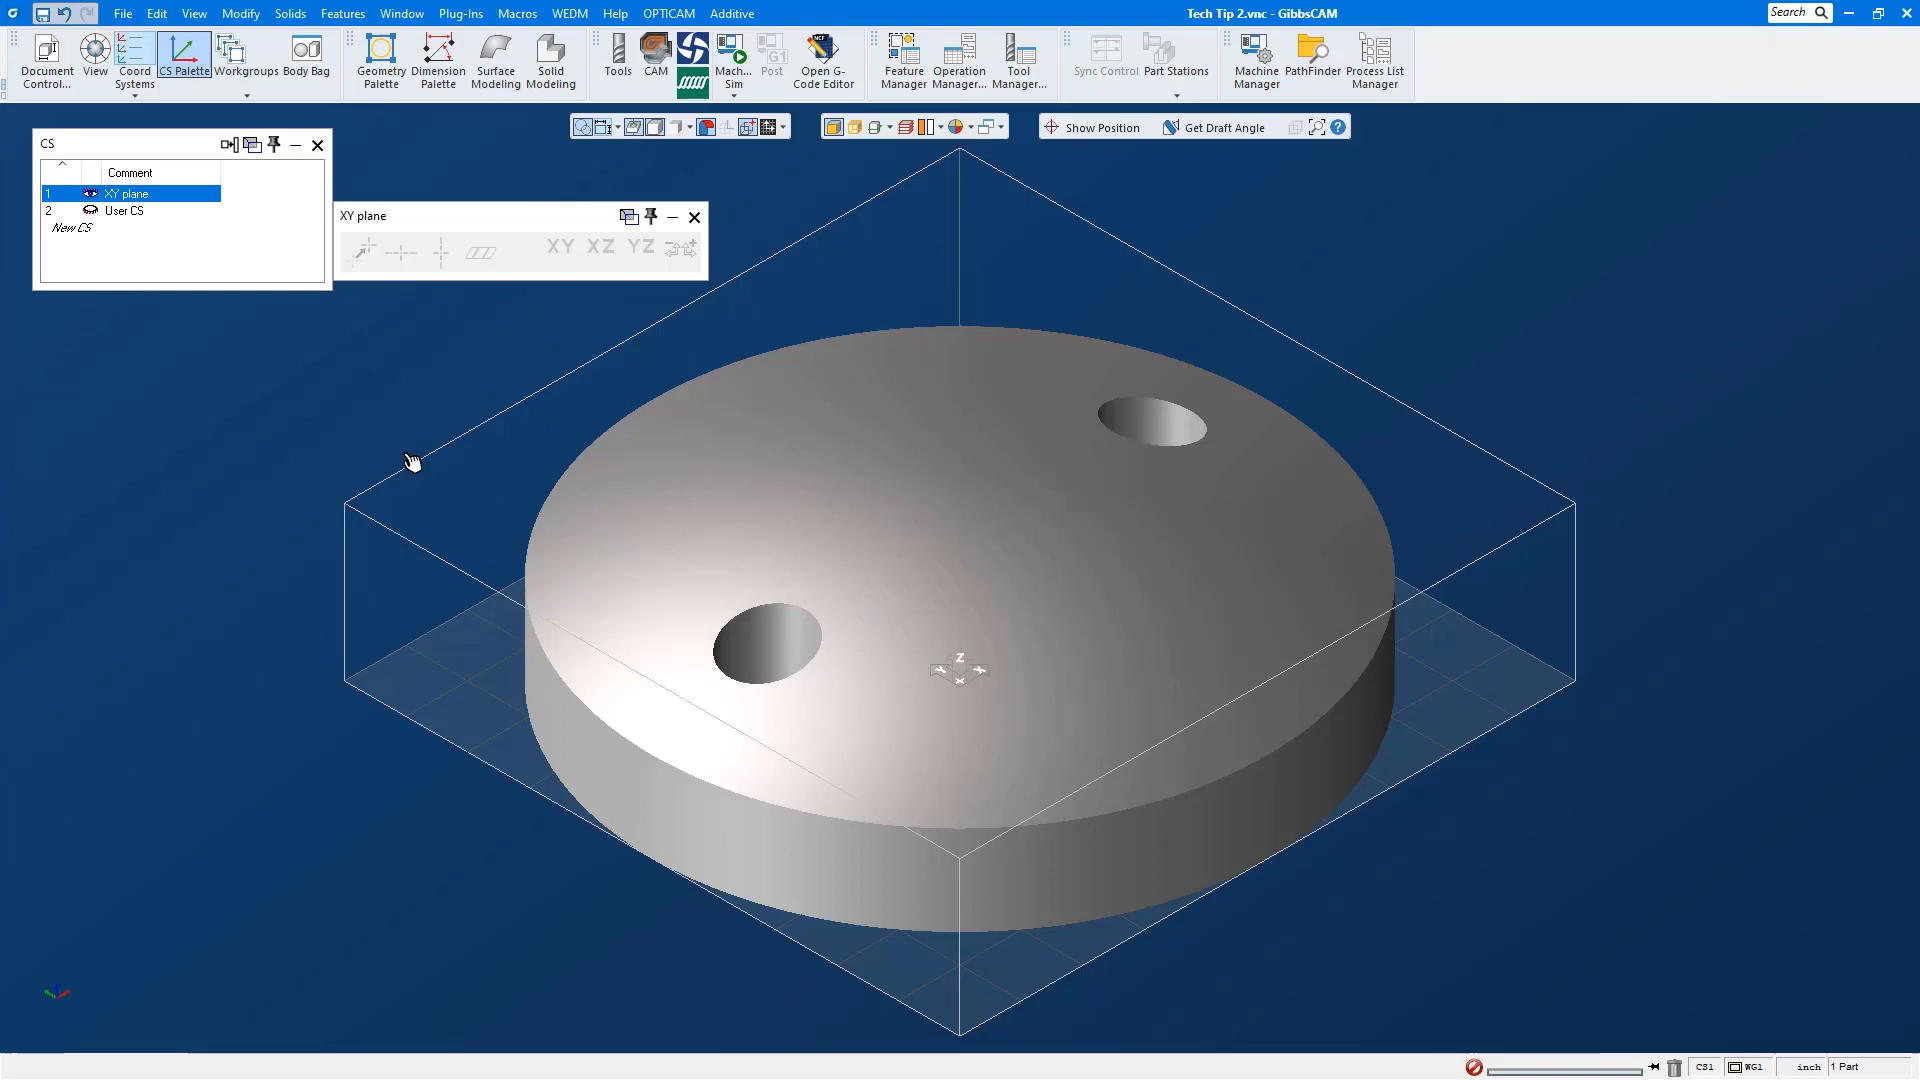 File Edit View Modify Solids Features Window Plug-Ins Macros WEDM Help OPTICAM Additive
Tech Tip 2.vnc - GibbsCAM
Search
Document Control...
View
Coord Systems
CS Palette
Workgroups
Body Bag
Geometry Palette
Dimension Palette
Surface Modeling
Solid Modeling
Tools
CAM
Mach... Sim
G1
Post
NCF
Open G-Code Editor
Feature Manager
Operation Manager...
Tool Manager...
Sync Control
Part Stations
Machine Manager
PathFinder
Process List Manager
Show Position
Get Draft Angle
CS
Comment
1 XY plane
2 User CS
New CS
XY plane
XY XZ YZ
Z
Y
X
CS1
WG1
inch
1 Part